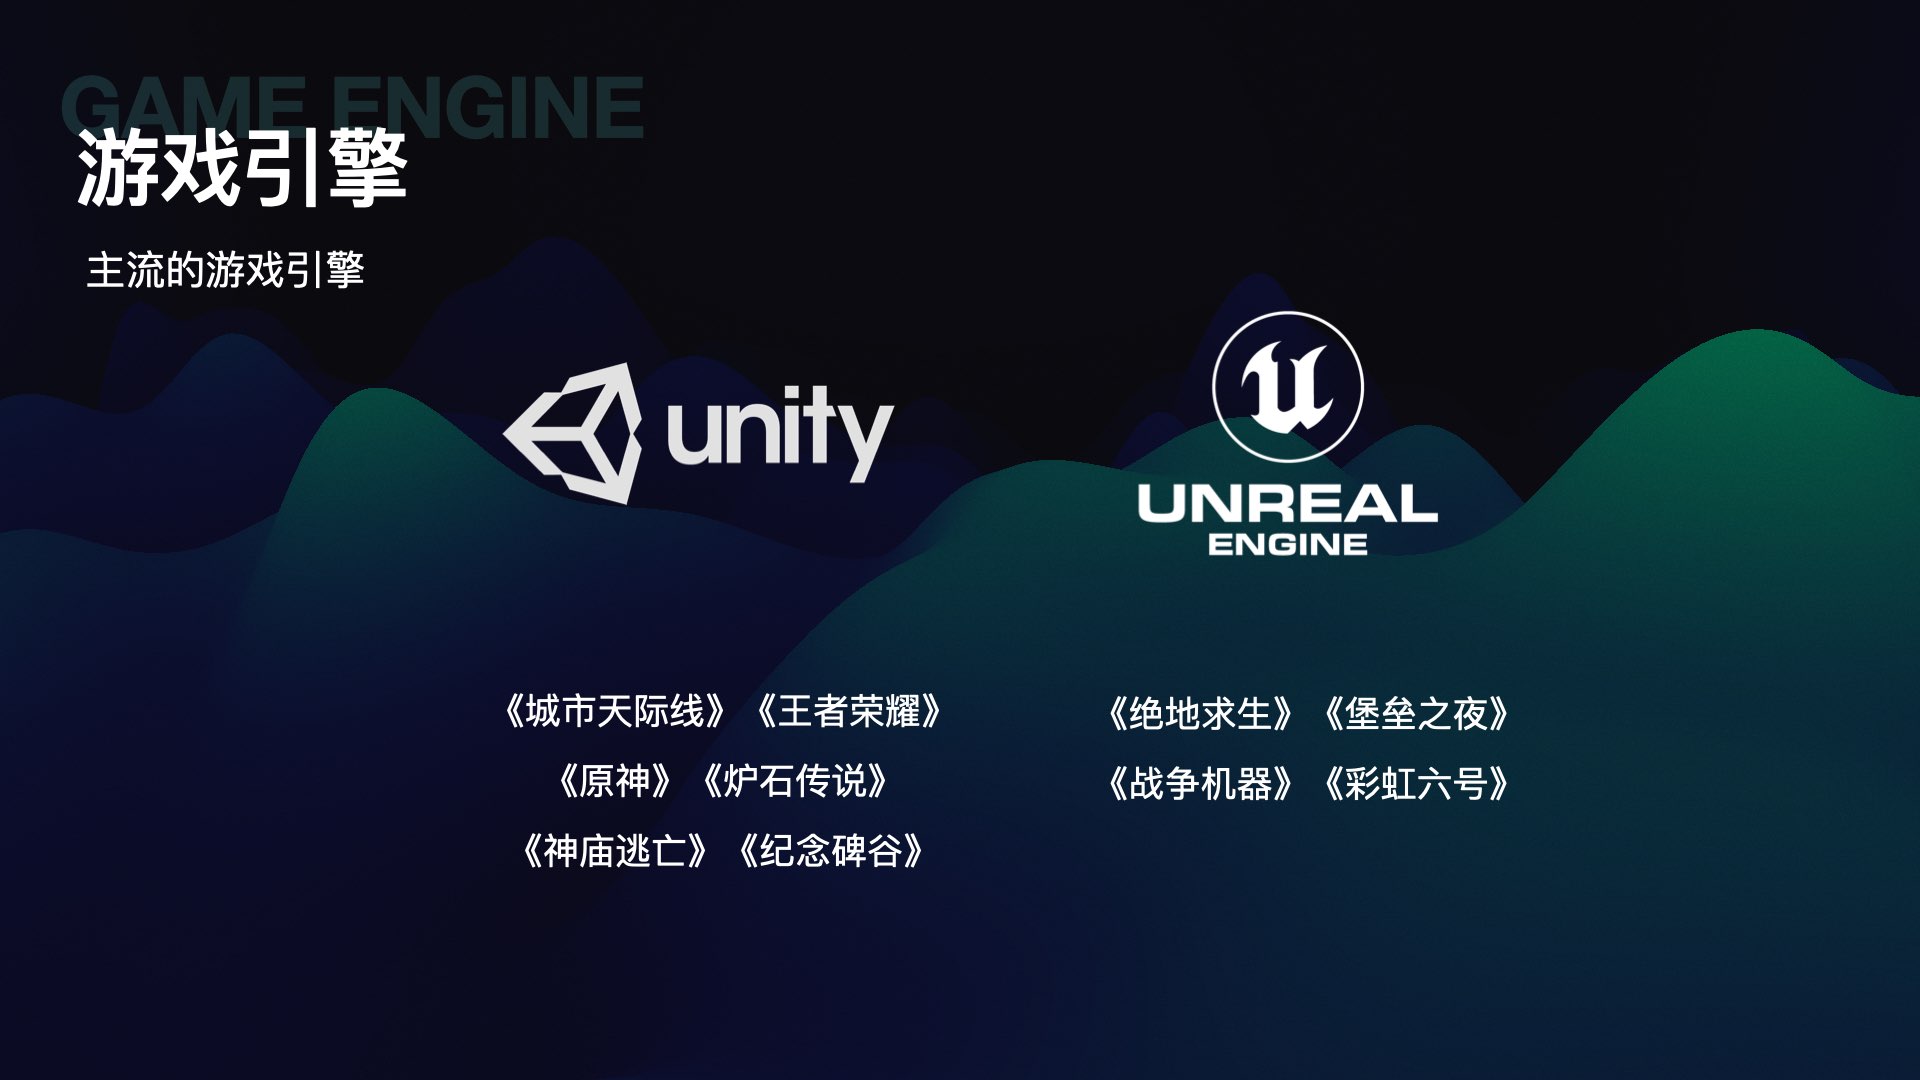 GAME ENGINE
游戏引擎
主流的游戏引擎
unity
UNREAL
ENGINE
《城市天际线》《王者荣耀》
《原神》《炉石传说》
《神庙逃亡》《纪念碑谷》
《绝地求生》《堡垒之夜》
《战争机器》《彩虹六号》